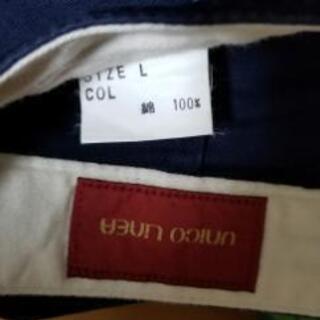 SIZE L
COL
綿 100%
UNICO LINEA